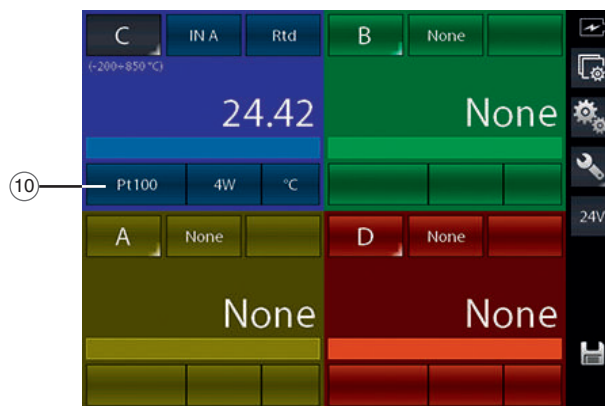 C IN A Rtd
(-200÷850 °C)
24.42
Pt100 4W °C
B None
None
A None
None
D None
None
24V
10